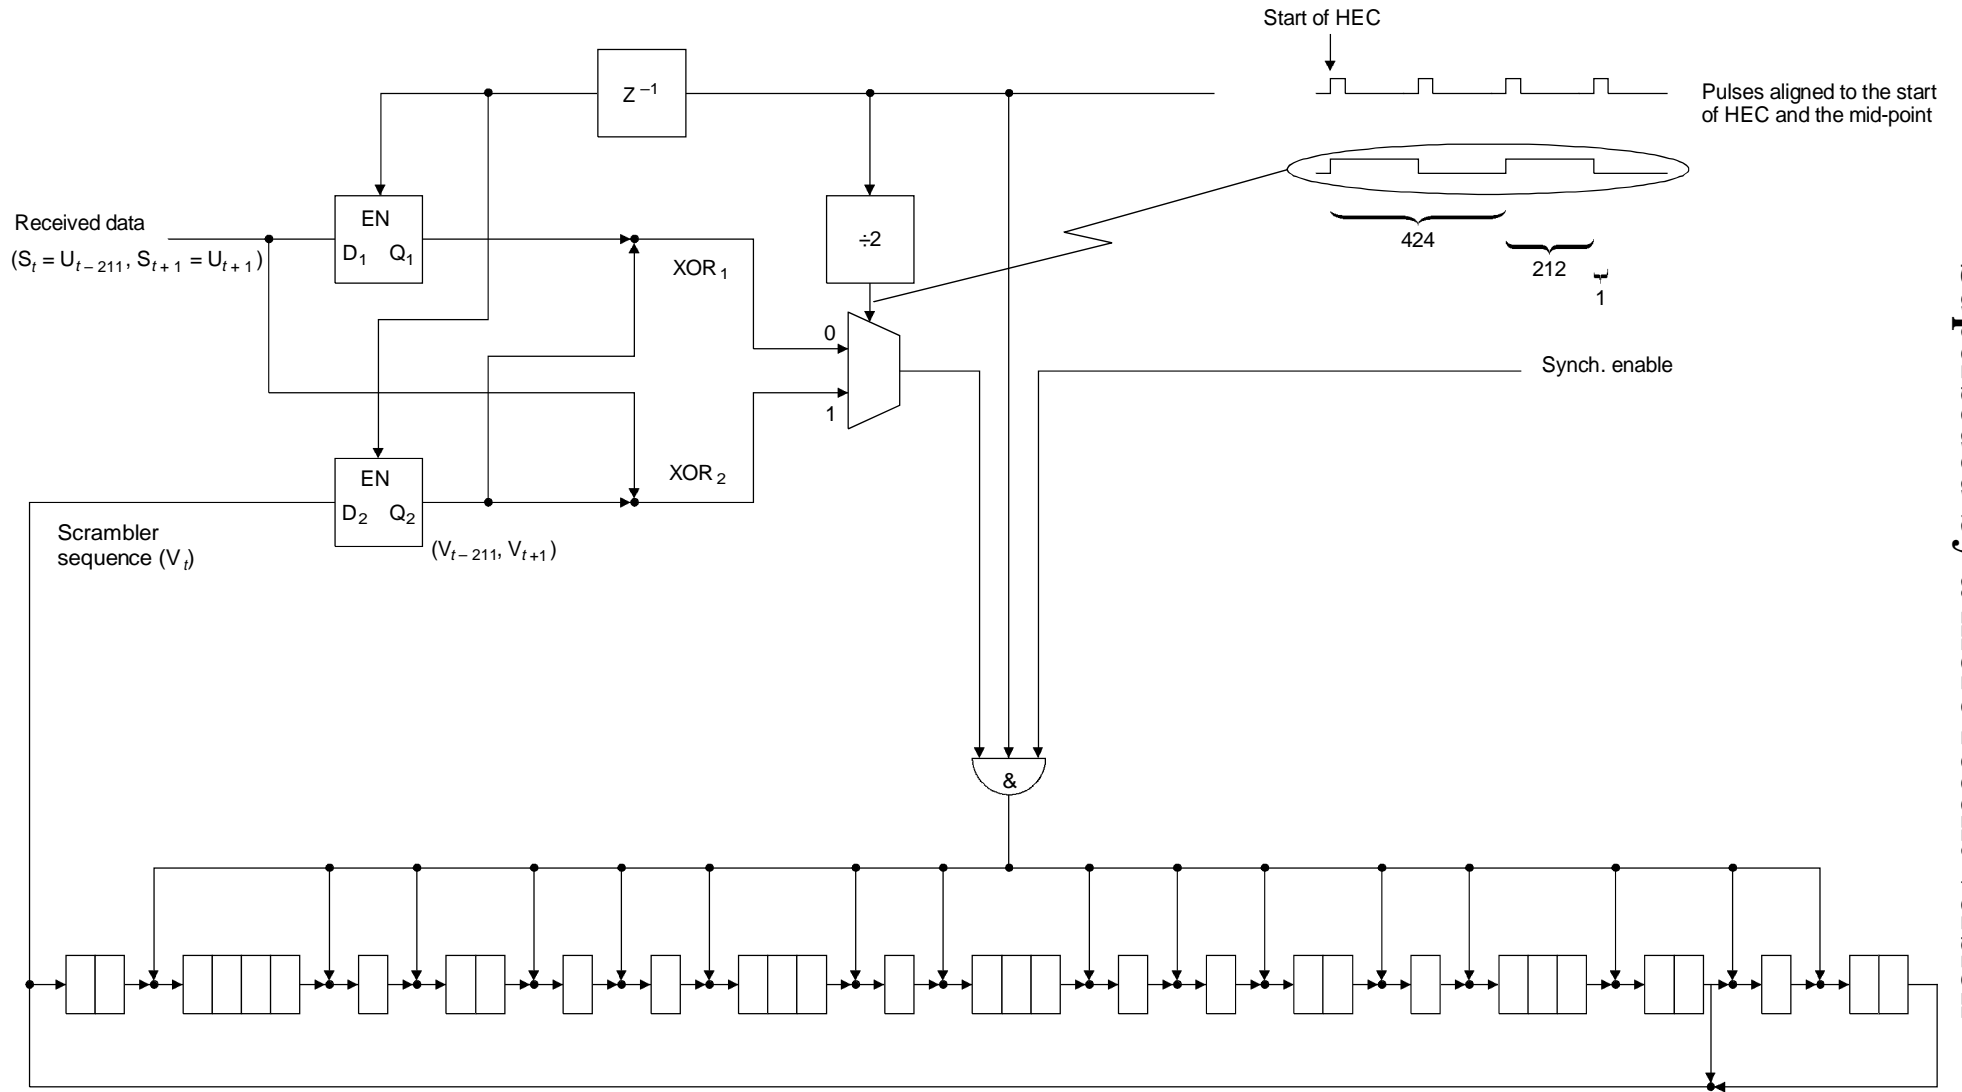 Start of HEC
Z –1
Pulses aligned to the start
of HEC and the mid-point
EN
D1 Q1
Received data
(St = Ut – 211, St + 1 = Ut + 1)
÷2
424
212
1
XOR1
0
1
Synch. enable
XOR2
EN
D2 Q2
Scrambler
sequence (Vt)
(Vt – 211, Vt +1)
&